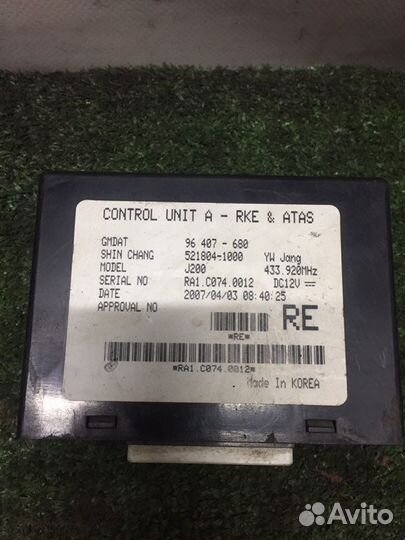 CONTROL UNIT A - RKE & ATAS
GMDAT 96 407 - 680
SHIN CHANG 521804-1000 YW Jang
MODEL J200 433.920MHz
SERIAL NO RA1.C074.0012 DC12V
DATE 2007/04/03 08:40:25
APPROVAL NO
RE
*RE*
*RA1.C074.0012*
Made In KOREA
Avito